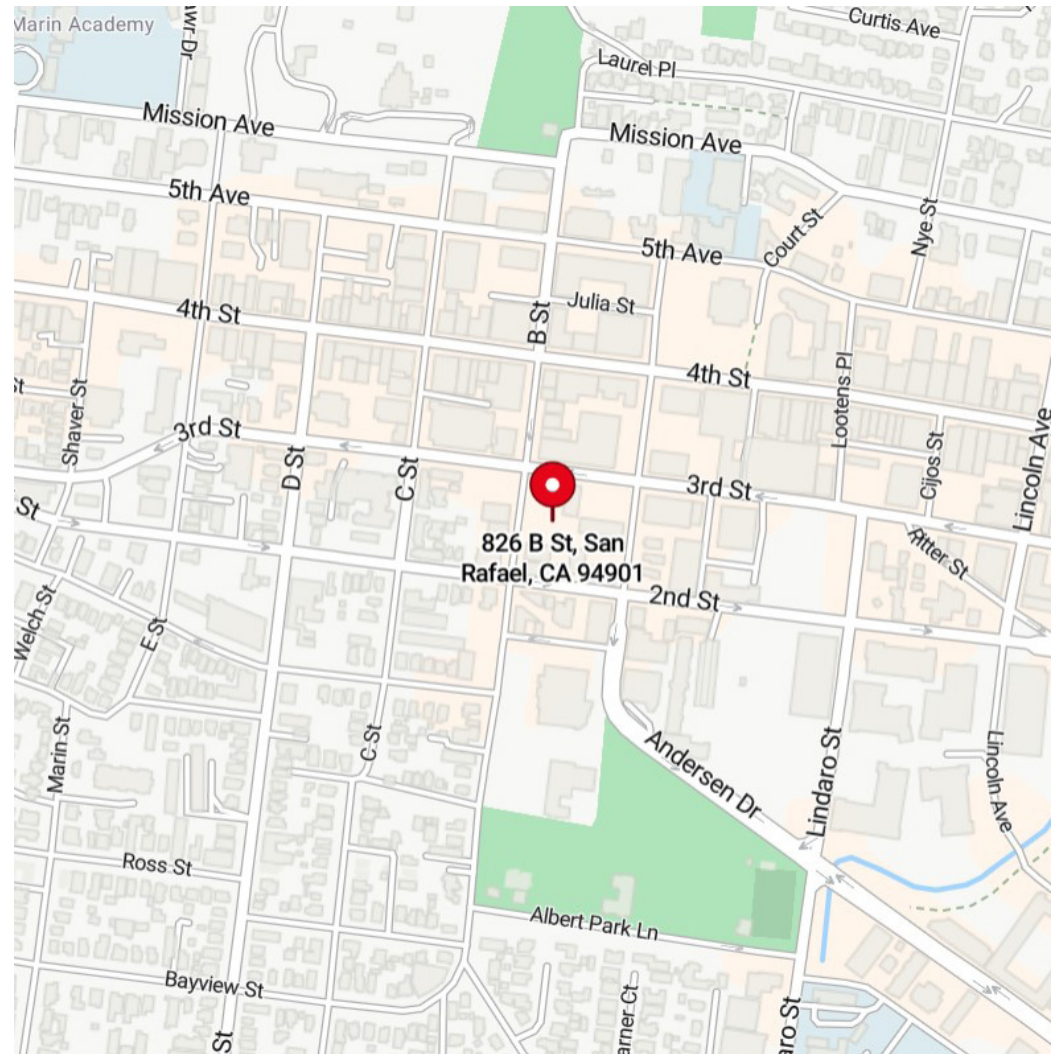 Marin Academy
Curtis Ave
Laurel Pl
Mission Ave
Mission Ave
5th Ave
5th Ave
Court St
Nye St
Julia St
4th St
B St
4th St
Lootens Pl
Shaver St
3rd St
D St
C St
3rd St
Cijos St
Lincoln Ave
Ritter St
St
826 B St, San
Rafael, CA 94901
2nd St
Welch St
E St
Marin St
C St
Andersen Dr
Lindaro St
Lincoln Ave
Ross St
Albert Park Ln
Bayview St
St